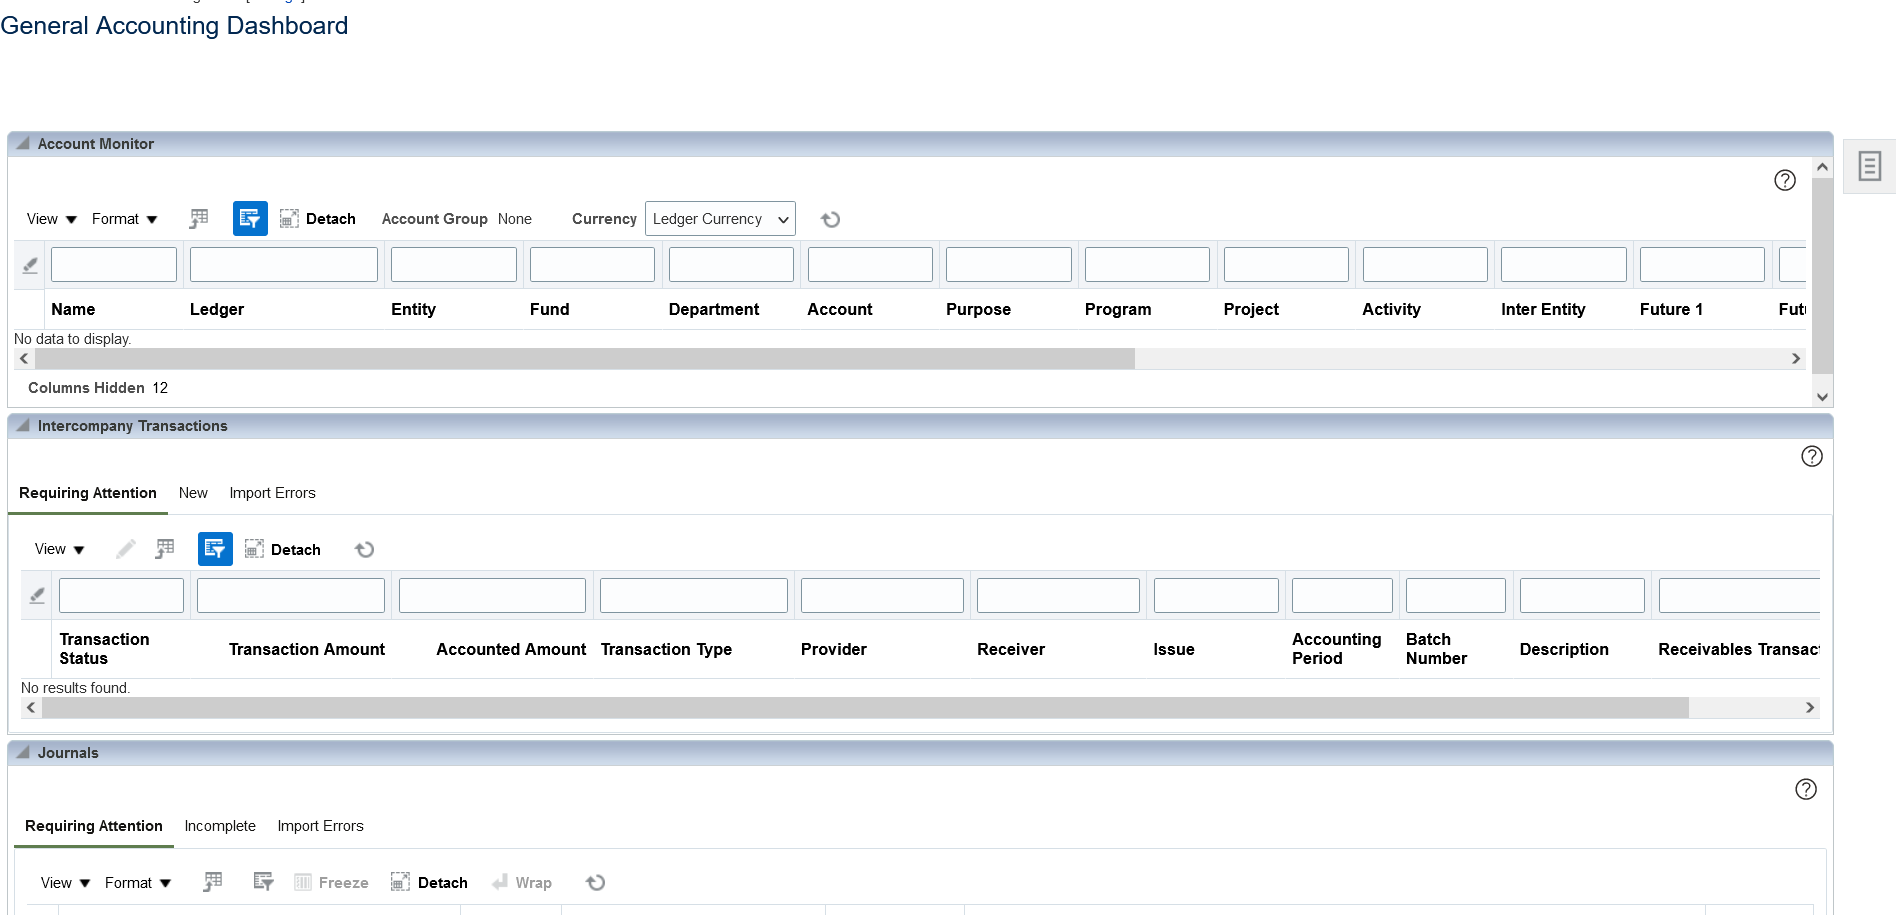 General Accounting Dashboard
Account Monitor
View Format Detach Account Group None Currency Ledger Currency
Name Ledger Entity Fund Department Account Purpose Program Project Activity Inter Entity Future 1
No data to display.
Columns Hidden 12
Intercompany Transactions
Requiring Attention New Import Errors
View Detach
Transaction Status Transaction Amount Accounted Amount Transaction Type Provider Receiver Issue Accounting Period Batch Number Description Receivables
No results found.
Journals
Requiring Attention Incomplete Import Errors
View Format Freeze Detach Wrap